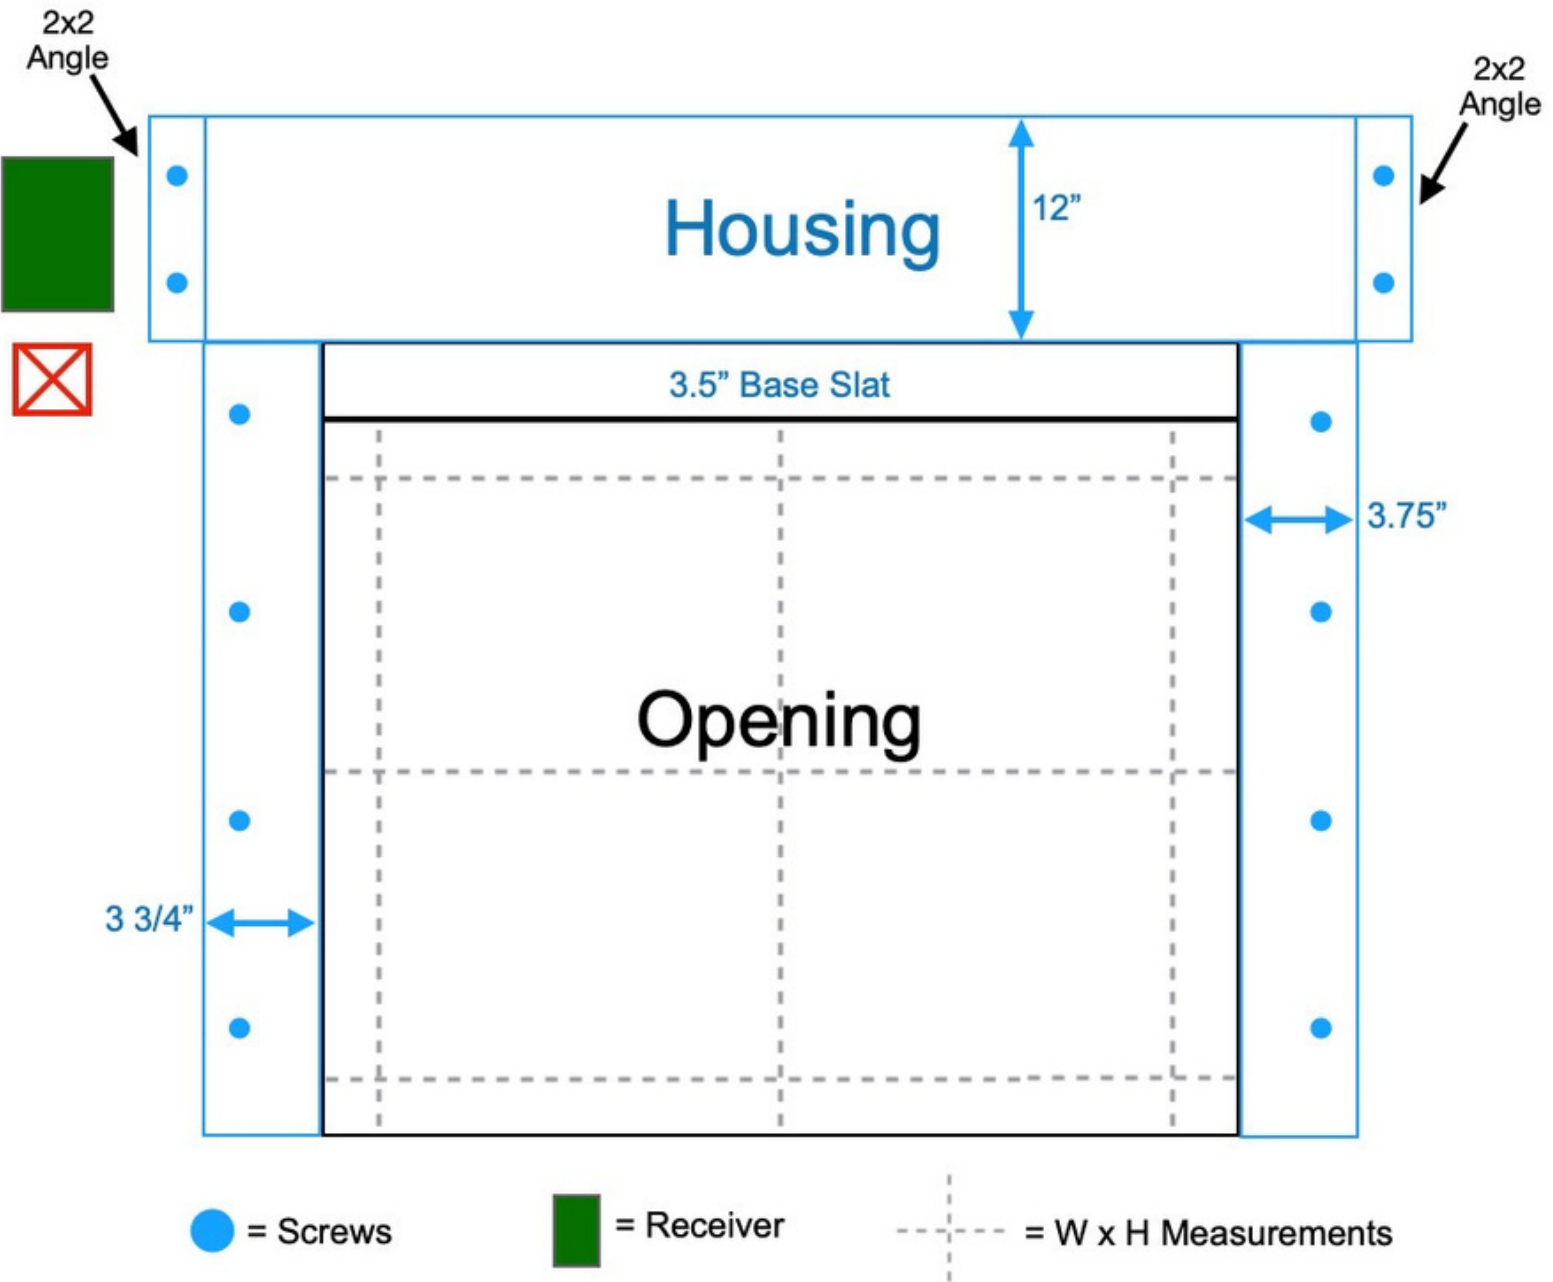 2x2
Angle
2x2
Angle
Housing
12”
3.5” Base Slat
3.75”
Opening
3 3/4”
= Screws
= Receiver
= W x H Measurements